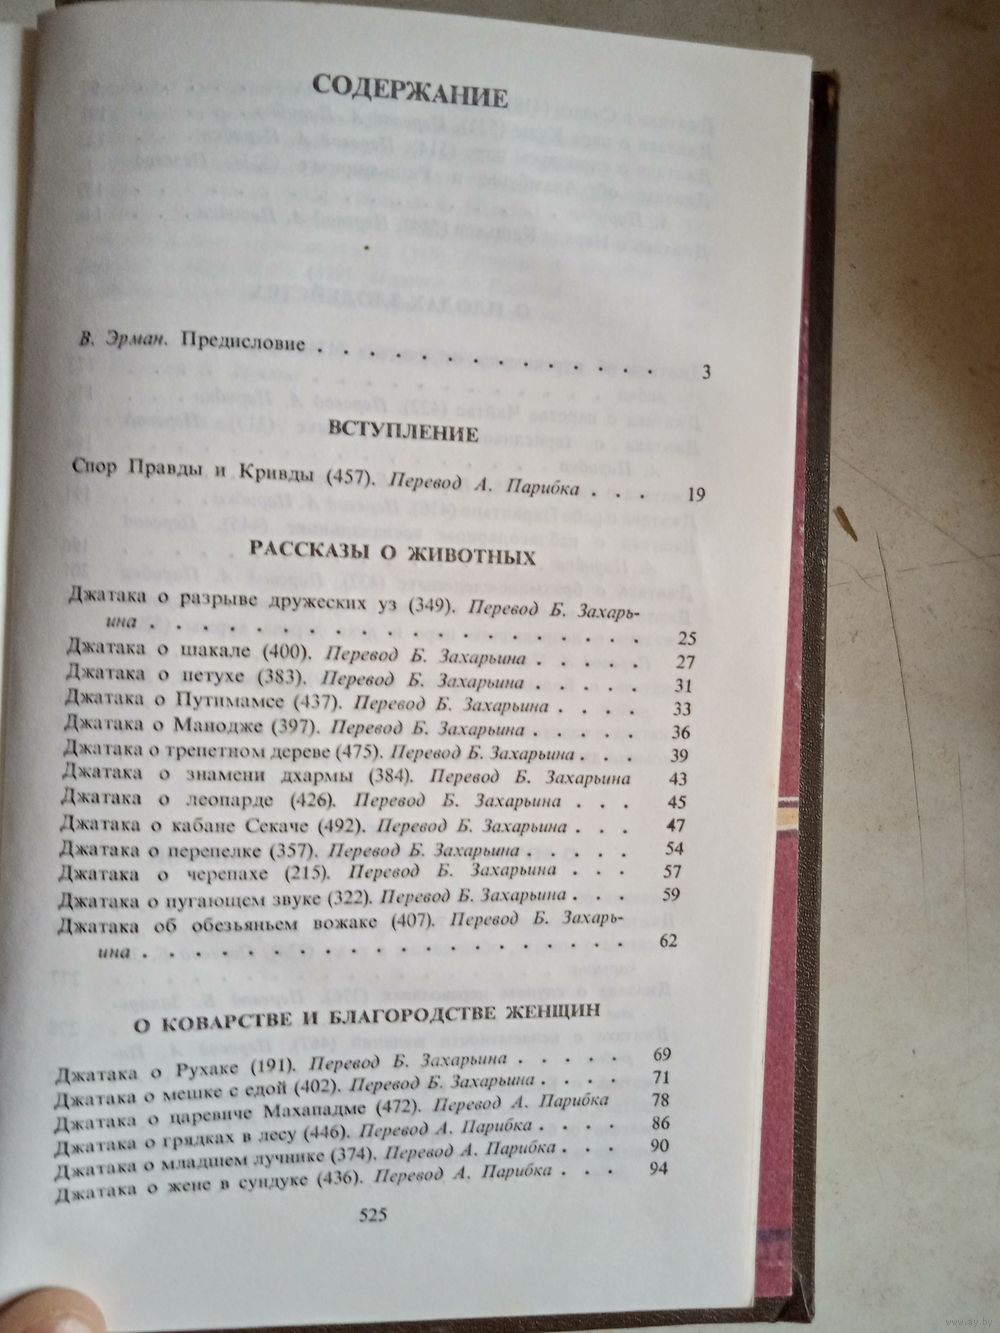 СОДЕРЖАНИЕ
В. Эрман. Предисловие . . . . . . . . . . . . . . . 3
ВСТУПЛЕНИЕ
Спор Правды и Кривды (457). Перевод А. Парибка . . . 19
РАССКАЗЫ О ЖИВОТНЫХ
Джатака о разрыве дружеских уз (349). Перевод Б. Захарь-
ина . . . . . . . . . . . . . . . . . . . . . . 25
Джатака о шакале (400). Перевод Б. Захарьина . . . . . 27
Джатака о петухе (383). Перевод Б. Захарьина . . . . . 31
Джатака о Путимамсе (437). Перевод Б. Захарьина . . . . 33
Джатака о Манодже (397). Перевод Б. Захарьина . . . . . 36
Джатака о трепетном дереве (475). Перевод Б. Захарьина . . . 39
Джатака о знамени дхармы (384). Перевод Б. Захарьина 43
Джатака о леопарде (426). Перевод Б. Захарьина . . . 45
Джатака о кабане Секаче (492). Перевод Б. Захарьина . . . 47
Джатака о перепелке (357). Перевод Б. Захарьина . . . . . 54
Джатака о черепахе (215). Перевод Б. Захарьина . . . 57
Джатака о пугающем звуке (322). Перевод Б. Захарьина . . . 59
Джатака об обезьяньем вожаке (407). Перевод Б. Захарь-
ина . . . . . . . . . . . . . . . . . . . . . . 62
О КОВАРСТВЕ И БЛАГОРОДСТВЕ ЖЕНЩИН
Джатака о Рухаке (191). Перевод Б. Захарьина . . . . . 69
Джатака о мешке с едой (402). Перевод Б. Захарьина . . . . 71
Джатака о царевиче Махападме (472). Перевод А. Парибка 78
Джатака о грядках в лесу (446). Перевод А. Парибка . . . . 86
Джатака о младшем лучнике (374). Перевод А. Парибка . . . 90
Джатака о жене в сундуке (436). Перевод А. Парибка . . . 94
525
www.ay.by